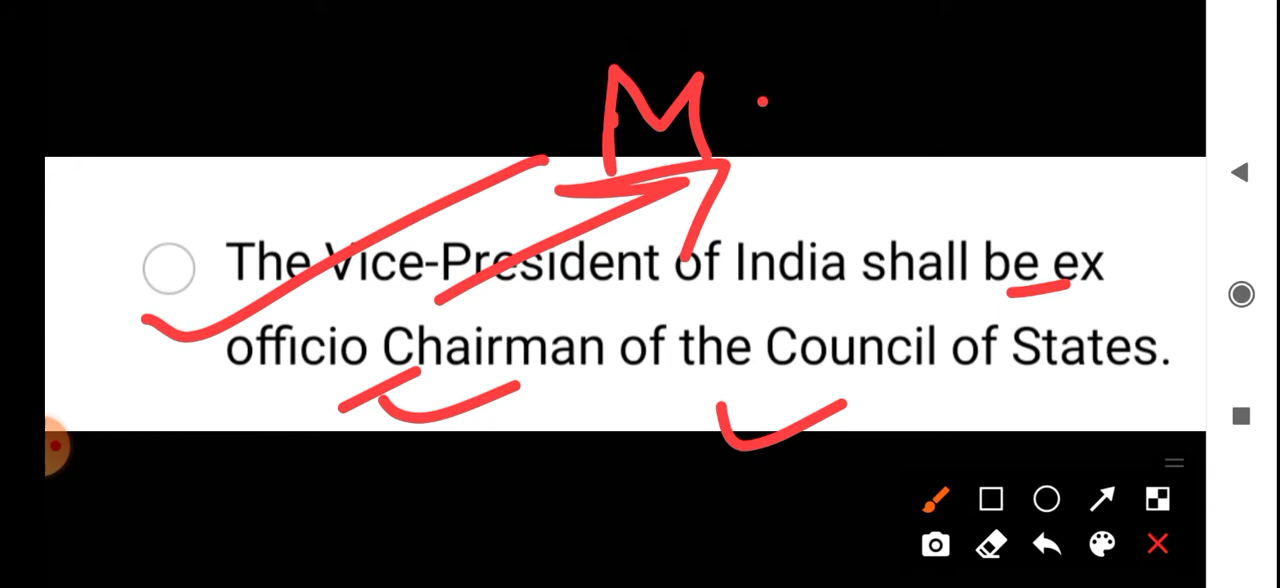 M
The Vice-President of India shall be ex
officio Chairman of the Council of States.